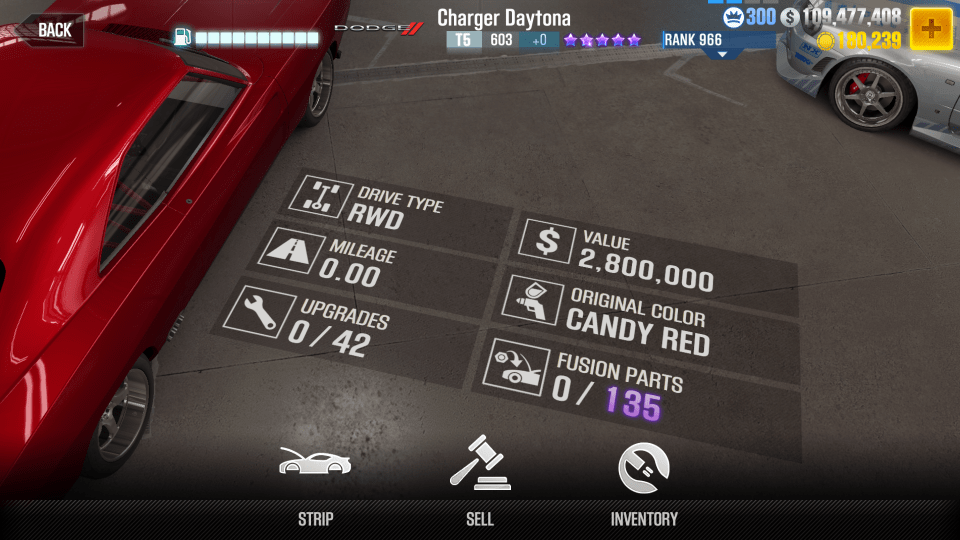 BACK
DODGE
Charger Daytona
T5 603 +0
RANK 966
300 109,477,408
190,239
DRIVE TYPE
RWD
MILEAGE
0.00
UPGRADES
0 / 42
VALUE
2,800,000
ORIGINAL COLOR
CANDY RED
FUSION PARTS
0 / 135
STRIP
SELL
INVENTORY